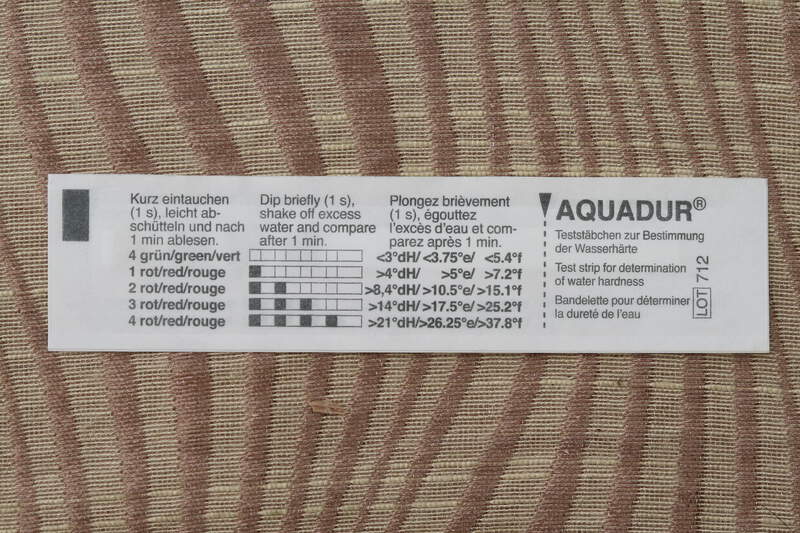 Kurz eintauchen
(1 s), leicht ab-
schütteln und nach
1 min ablesen.
Dip briefly (1 s),
shake off excess
water and compare
after 1 min.
Plongez brièvement
(1 s), égouttez
l'excès d'eau et com-
parez après 1 min.
4 grün/green/vert <3°dH/ <3.75°e/ <5.4°f
1 rot/red/rouge >4°dH/ >5°e/ >7.2°f
2 rot/red/rouge >8,4°dH/ >10.5°e/ >15.1°f
3 rot/red/rouge >14°dH/ >17.5°e/ >25.2°f
4 rot/red/rouge >21°dH/ >26.25°e/ >37.8°f
AQUADUR®
Teststäbchen zur Bestimmung
der Wasserhärte
Test strip for determination
of water hardness
Bandelette pour déterminer
la dureté de l'eau
LOT 712